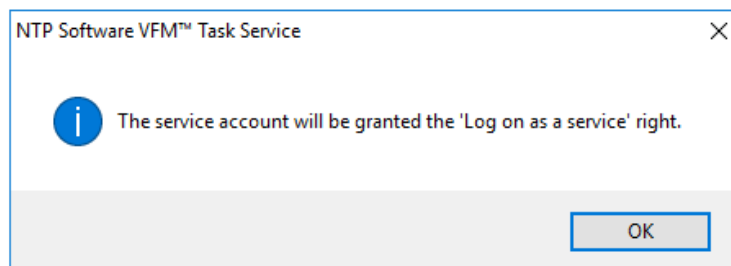 NTP Software VFM™ Task Service
The service account will be granted the 'Log on as a service' right.
OK